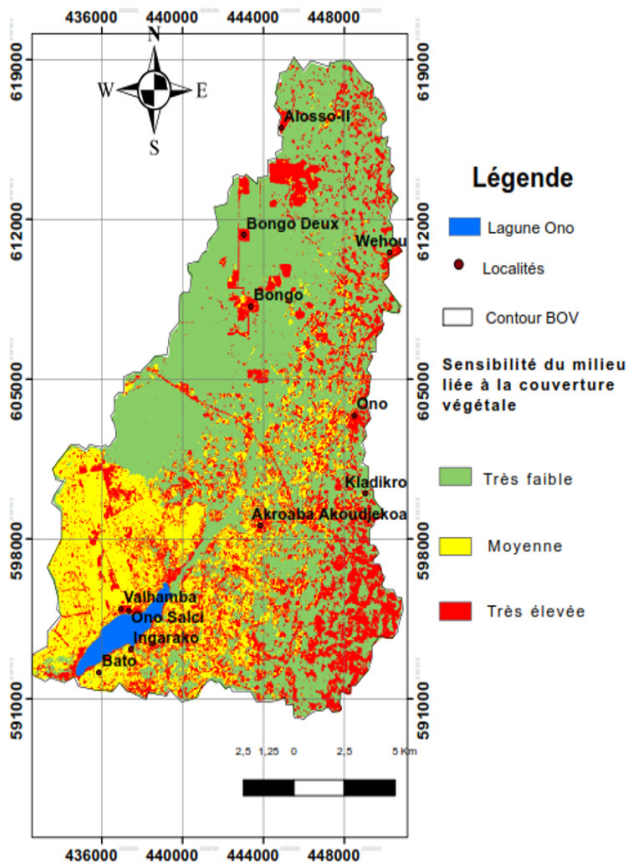 436000 440000 444000 448000
N
W E
S
619000
619000
Alosso-II
Légende
612000
612000
Bongo Deux
Wehou
Lagune Ono
Localités
Bongo
Contour BOV
Sensibilité du milieu
liée à la couverture
végétale
605000
605000
Ono
Kladikro
Très faible
Akroaba Akoudjekoa
598000
598000
Moyenne
Valhamba
Ono Salci
Très élevée
Ingarako
Bato
591000
591000
2,5 1,25 0 2,5 5 Km
436000 440000 444000 448000